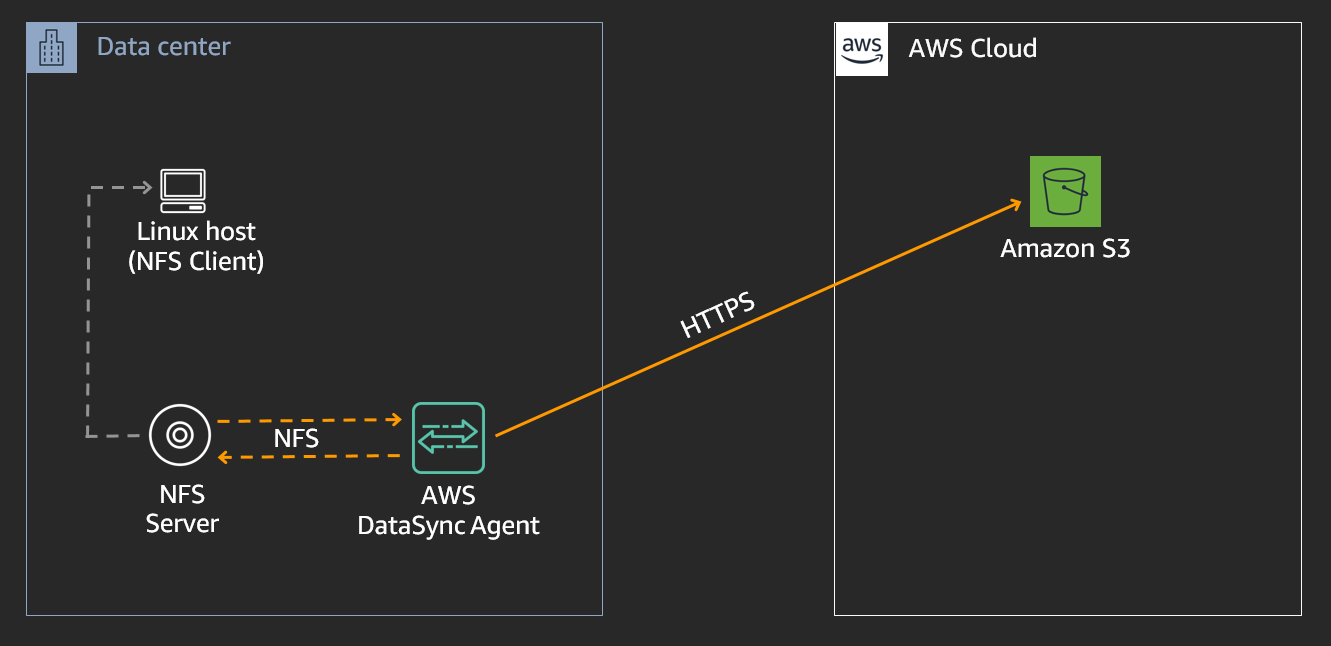 Data center
aws
AWS Cloud
Linux host
(NFS Client)
Amazon S3
HTTPS
NFS
NFS
Server
AWS
DataSync Agent